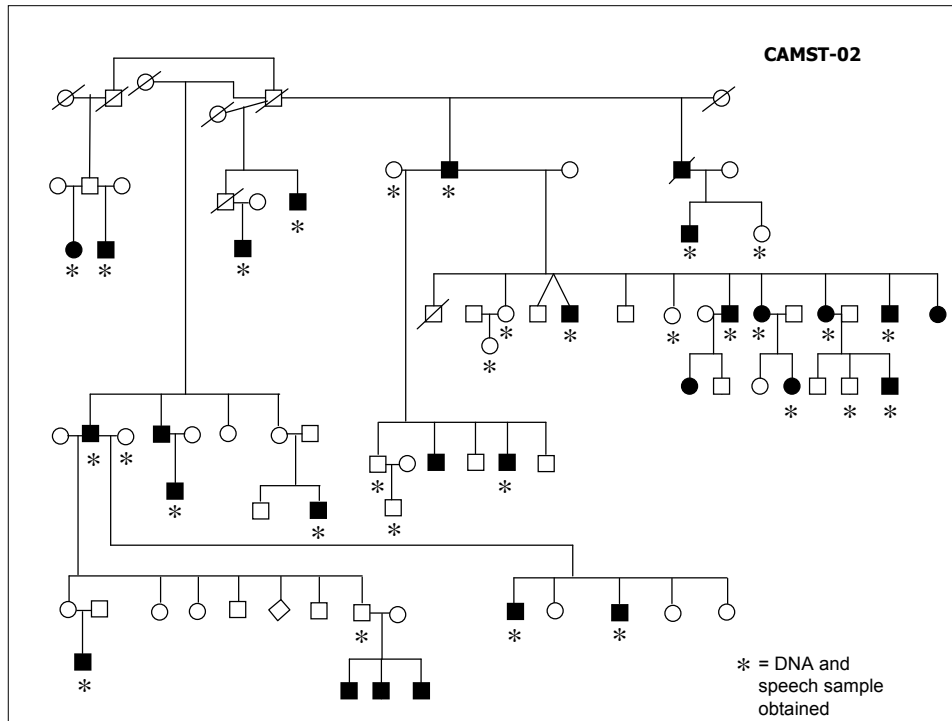 CAMST-02
* = DNA and
speech sample
obtained